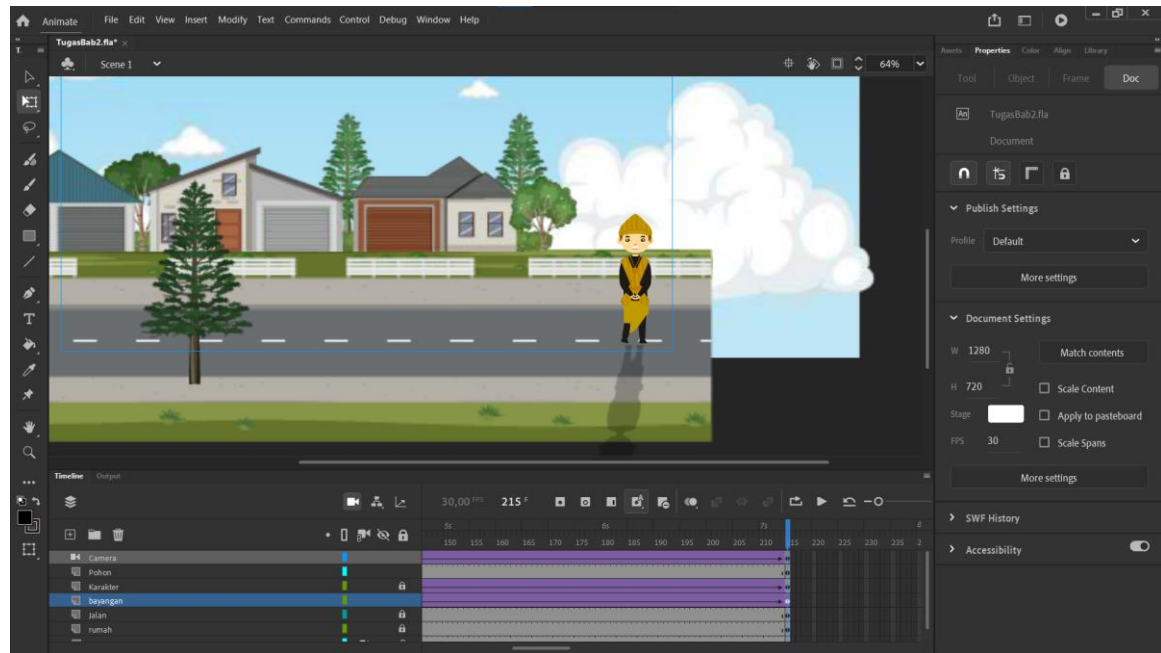 Animate File Edit View Insert Modify Text Commands Control Debug Window Help
TugasBab2.fla* ×
Scene 1
64%
Assets Properties Color Align Library
Tool Object Frame Doc
An TugasBab2.fla
Document
Publish Settings
Profile Default
More settings
Document Settings
W 1280
Match contents
H 720
Scale Content
Stage
Apply to pasteboard
FPS 30
Scale Spans
More settings
SWF History
Accessibility
Timeline Output
30,00 FPS 215 F
5s 6s 7s 8
150 155 160 165 170 175 180 185 190 195 200 205 210 215 220 225 230 235 2
Camera
Pohon
Karakter
bayangan
Jalan
rumah